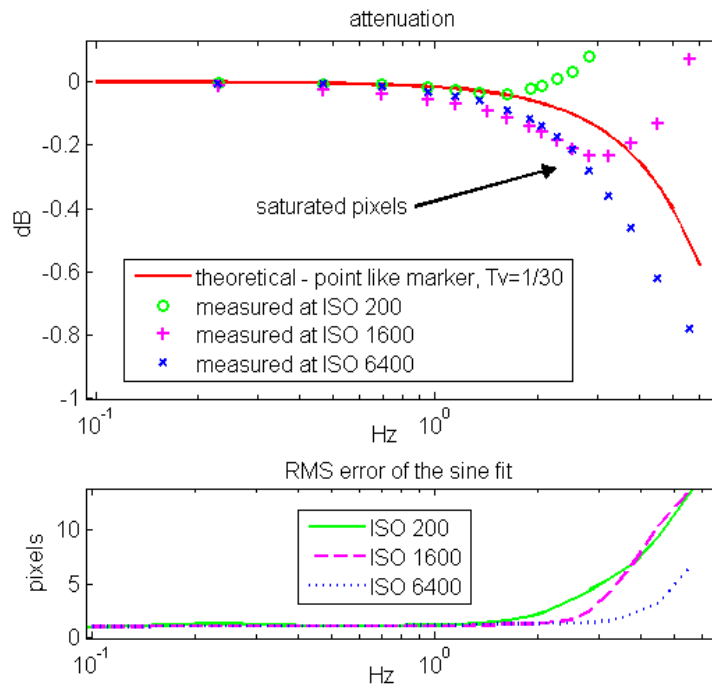 attenuation
0
-0.2
-0.4
-0.6
-0.8
-1
dB
saturated pixels
theoretical - point like marker, Tv=1/30
measured at ISO 200
measured at ISO 1600
measured at ISO 6400
10^-1
10^0
Hz
RMS error of the sine fit
10
5
0
pixels
ISO 200
ISO 1600
ISO 6400
10^-1
10^0
Hz